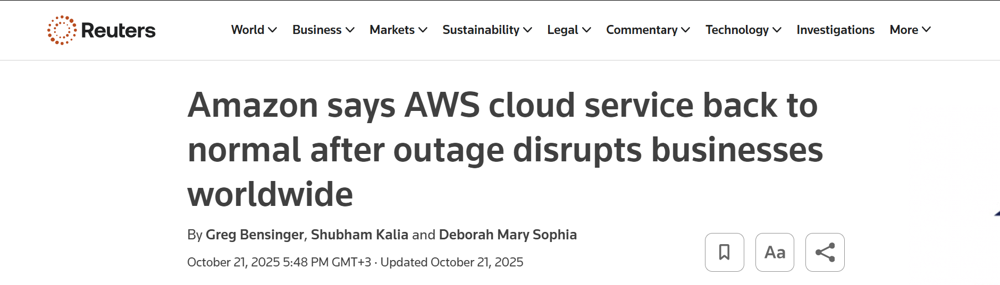 Reuters
World Business Markets Sustainability Legal Commentary Technology Investigations More
Amazon says AWS cloud service back to
normal after outage disrupts businesses
worldwide
By Greg Bensinger, Shubham Kalia and Deborah Mary Sophia
October 21, 2025 5:48 PM GMT+3 · Updated October 21, 2025
Aa